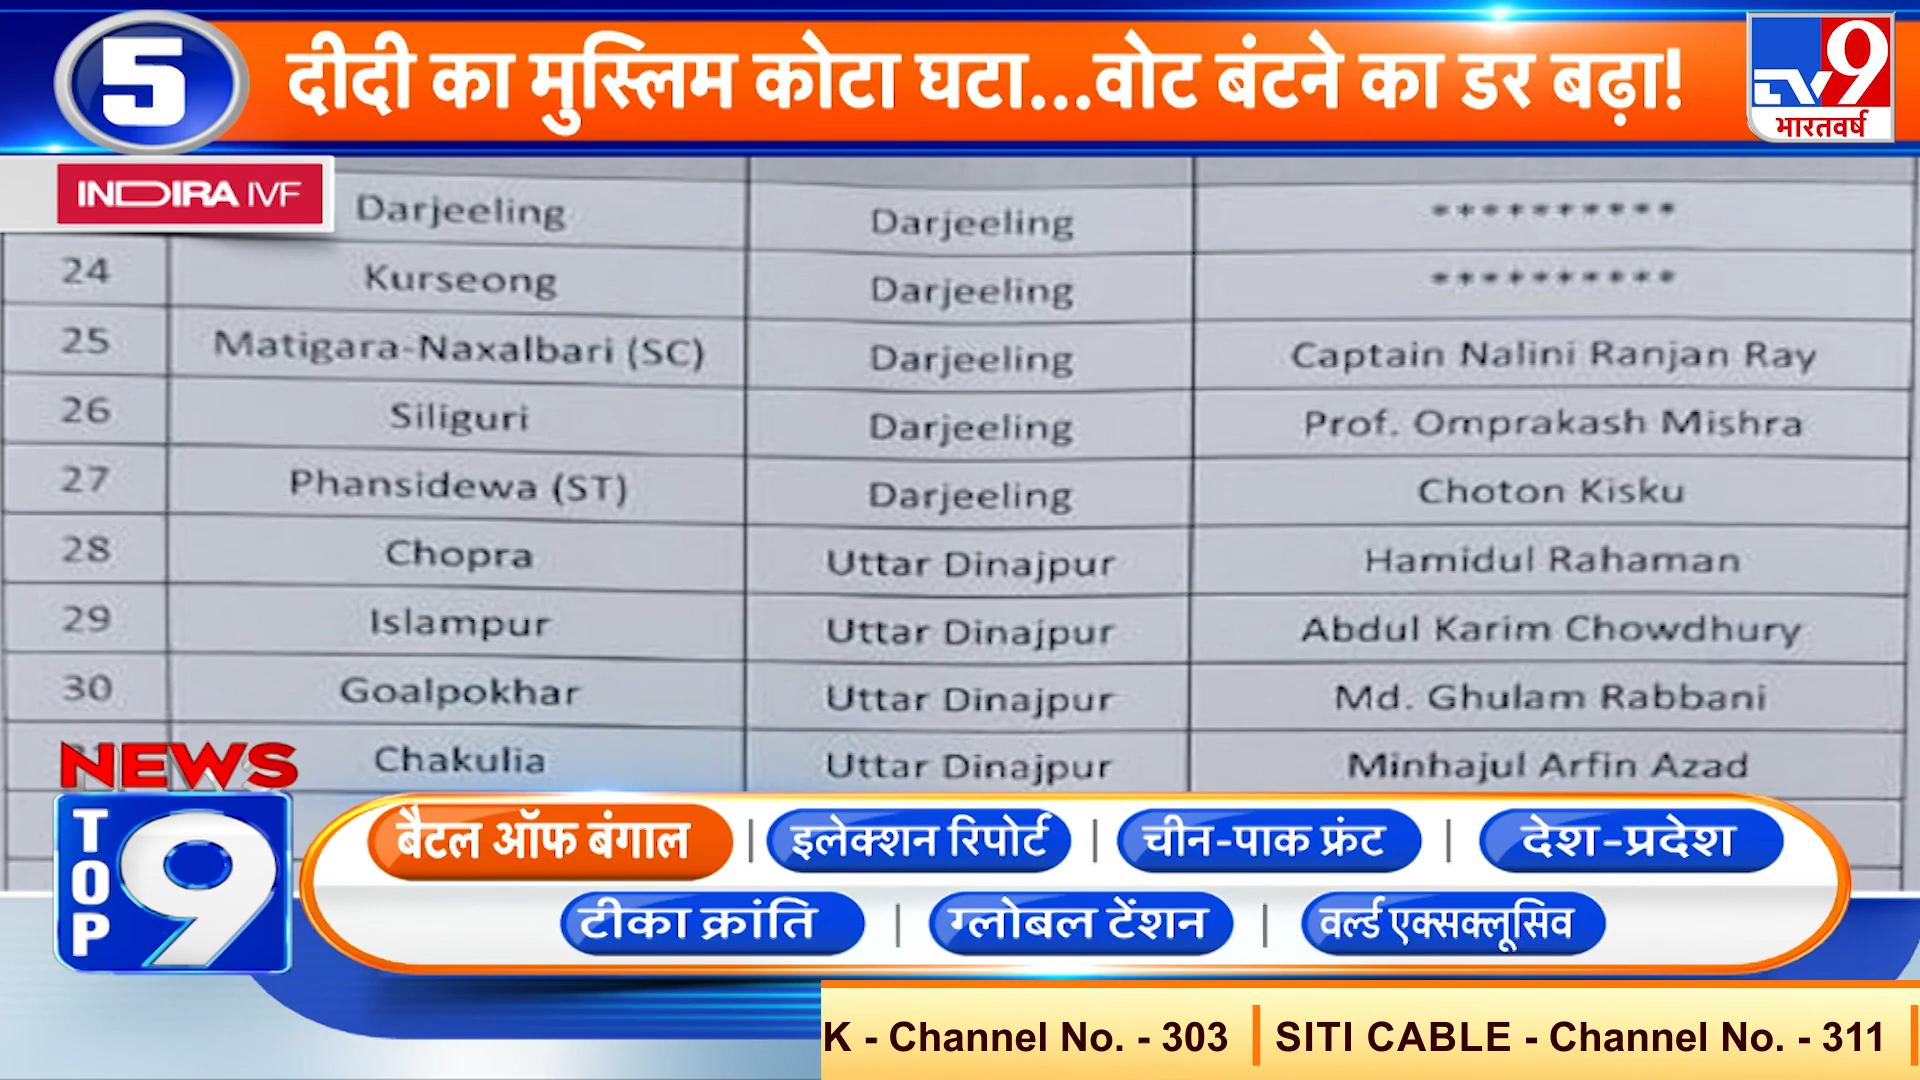 5 दीदी का मुस्लिम कोटा घटा...वोट बंटने का डर बढ़ा!
TV9
भारतवर्ष
INDIRA IVF
Darjeeling Darjeeling **********
24 Kurseong Darjeeling **********
25 Matigara-Naxalbari (SC) Darjeeling Captain Nalini Ranjan Ray
26 Siliguri Darjeeling Prof. Omprakash Mishra
27 Phansidewa (ST) Darjeeling Choton Kisku
28 Chopra Uttar Dinajpur Hamidul Rahaman
29 Islampur Uttar Dinajpur Abdul Karim Chowdhury
30 Goalpokhar Uttar Dinajpur Md. Ghulam Rabbani
Chakulia Uttar Dinajpur Minhajul Arfin Azad
NEWS
TOP 9
बैटल ऑफ बंगाल | इलेक्शन रिपोर्ट | चीन-पाक फ्रंट | देश-प्रदेश
टीका क्रांति | ग्लोबल टेंशन | वर्ल्ड एक्सक्लूसिव
K - Channel No. - 303 | SITI CABLE - Channel No. - 311